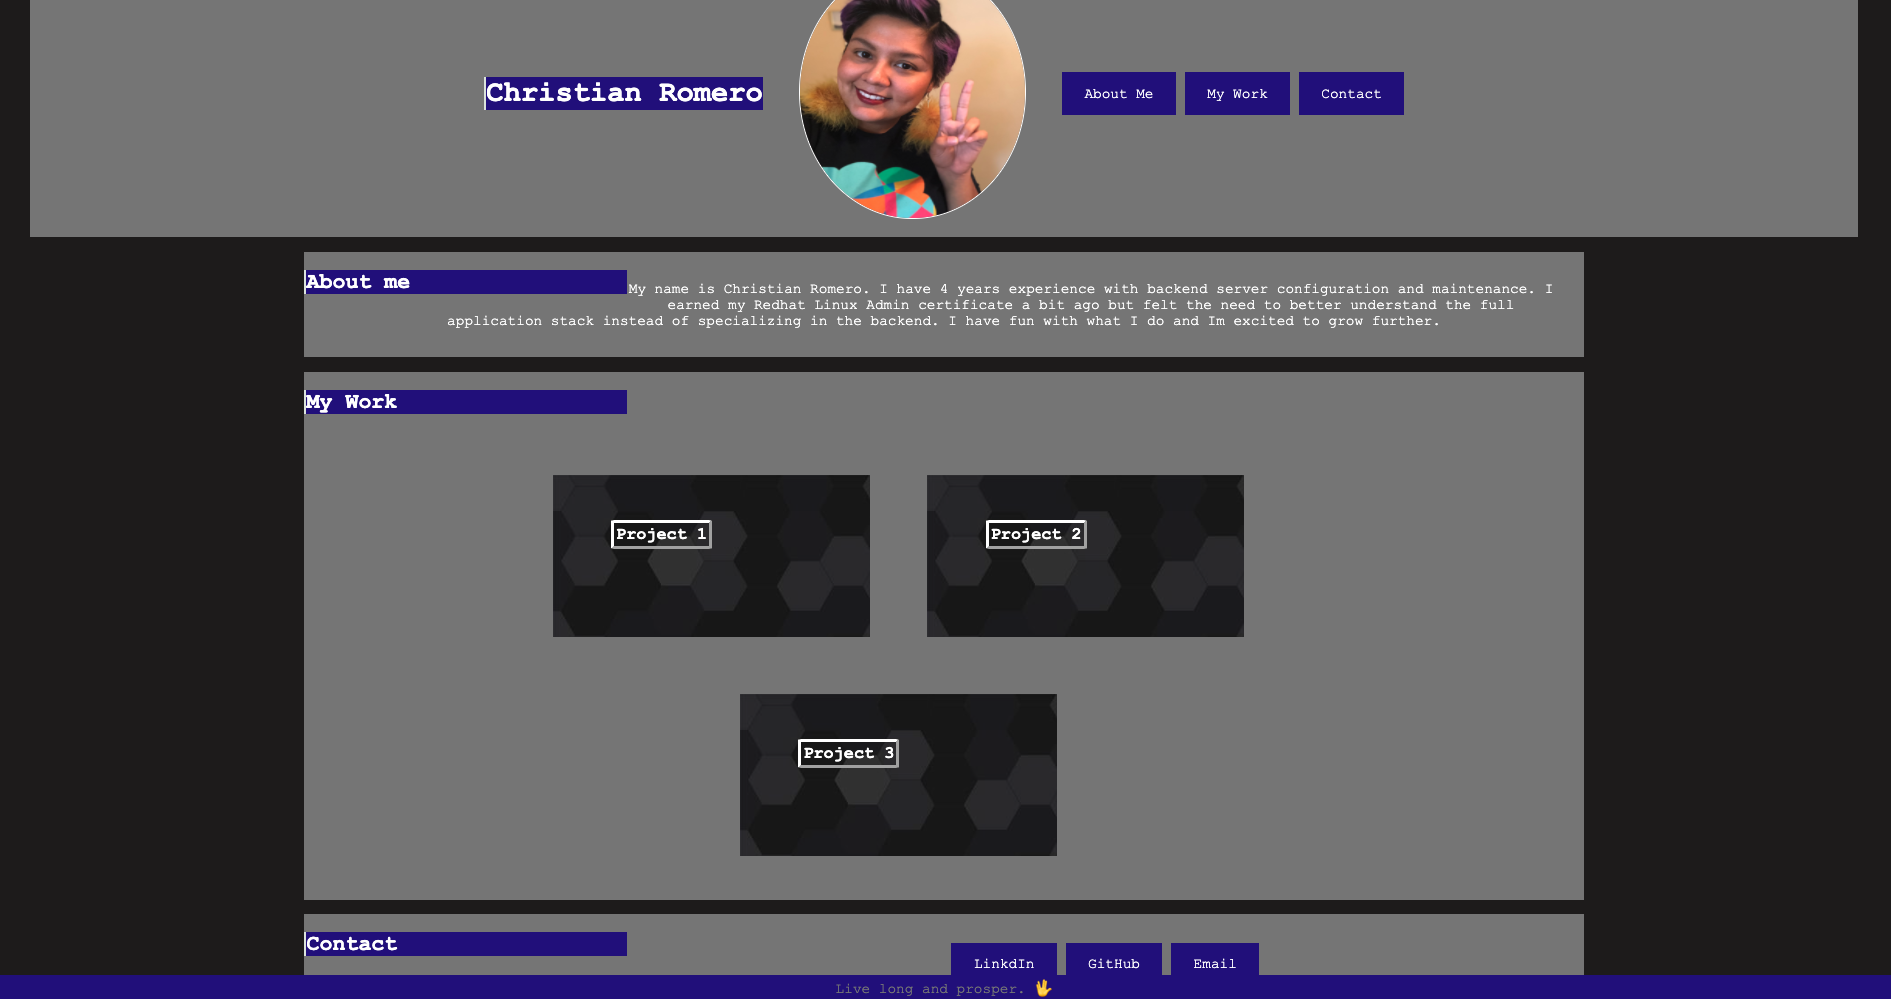 Christian Romero
About Me
My Work
Contact
About me
My name is Christian Romero. I have 4 years experience with backend server configuration and maintenance. I
earned my Redhat Linux Admin certificate a bit ago but felt the need to better understand the full
application stack instead of specializing in the backend. I have fun with what I do and Im excited to grow further.
My Work
Project 1
Project 2
Project 3
Contact
LinkdIn
GitHub
Email
Live long and prosper. 🖖